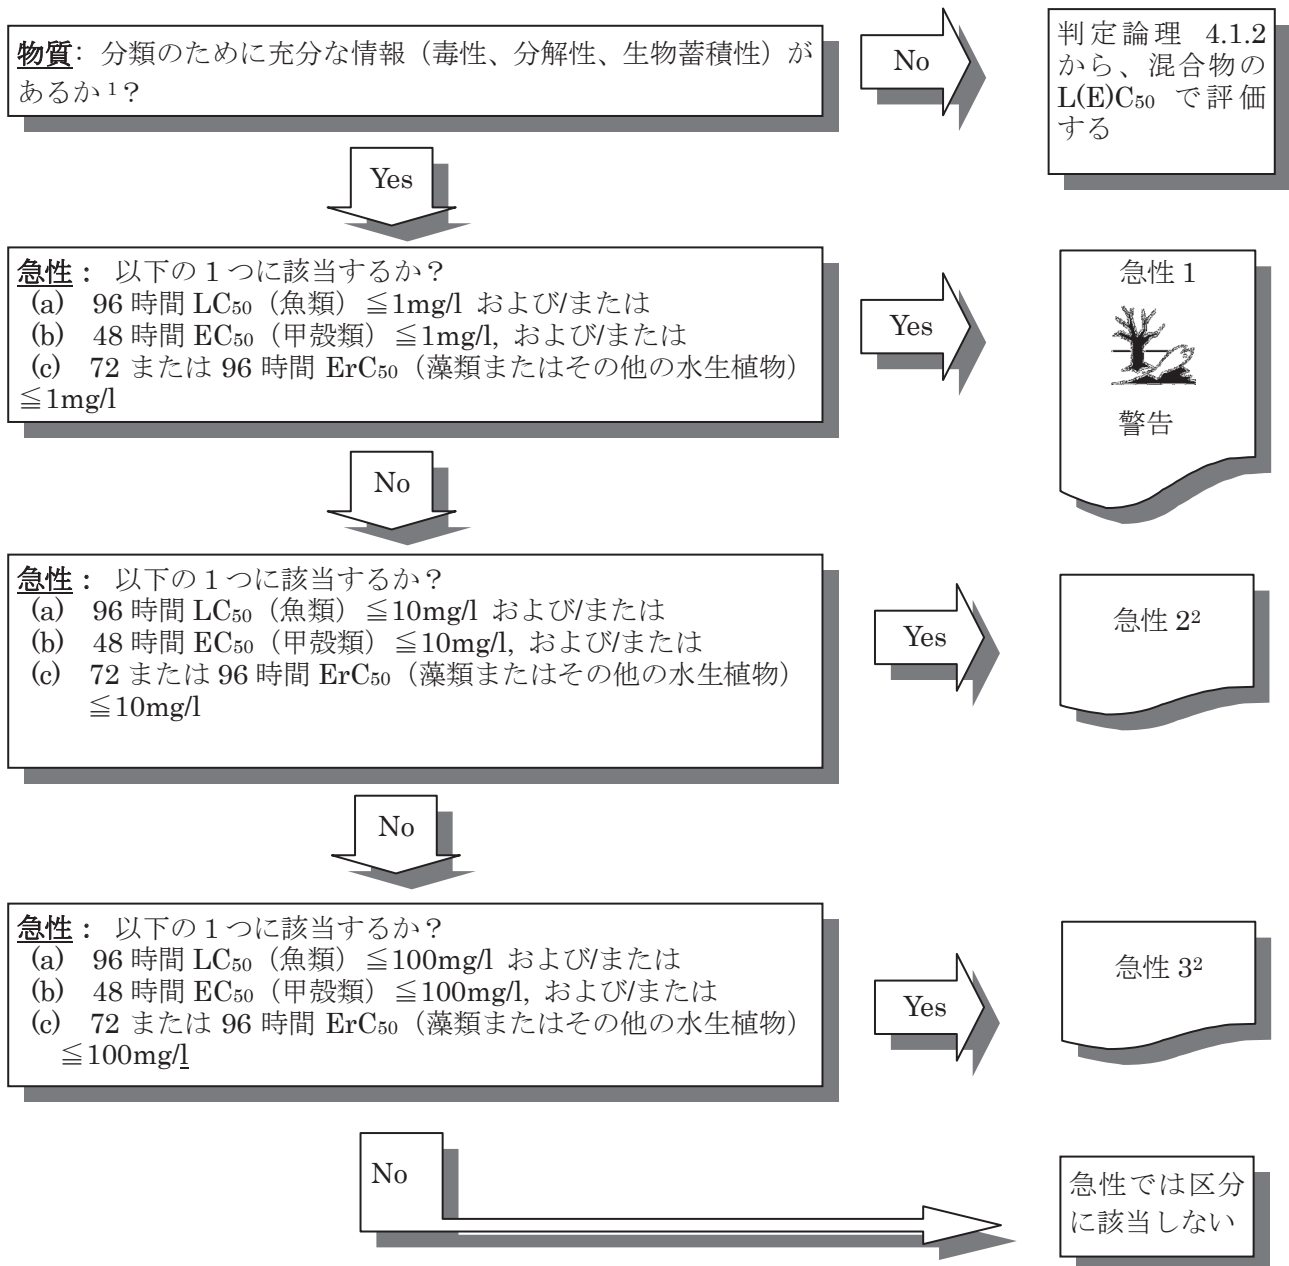 物質: 分類のために充分な情報（毒性、分解性、生物蓄積性）が
あるか 1？
No
判定論理 4.1.2
から、混合物の
L(E)C50 で評価
する
Yes
急性： 以下の 1 つに該当するか？
(a) 96 時間 LC50（魚類）≦1mg/l および/または
(b) 48 時間 EC50（甲殻類）≦1mg/l, および/または
(c) 72 または 96 時間 ErC50（藻類またはその他の水生植物）
≦1mg/l
Yes
急性 1
警告
No
急性： 以下の 1 つに該当するか？
(a) 96 時間 LC50（魚類）≦10mg/l および/または
(b) 48 時間 EC50（甲殻類）≦10mg/l, および/または
(c) 72 または 96 時間 ErC50（藻類またはその他の水生植物）
≦10mg/l
Yes
急性 2²
No
急性： 以下の 1 つに該当するか？
(a) 96 時間 LC50（魚類）≦100mg/l および/または
(b) 48 時間 EC50（甲殻類）≦100mg/l, および/または
(c) 72 または 96 時間 ErC50（藻類またはその他の水生植物）
≦100mg/l
Yes
急性 3²
No
急性では区分
に該当しない